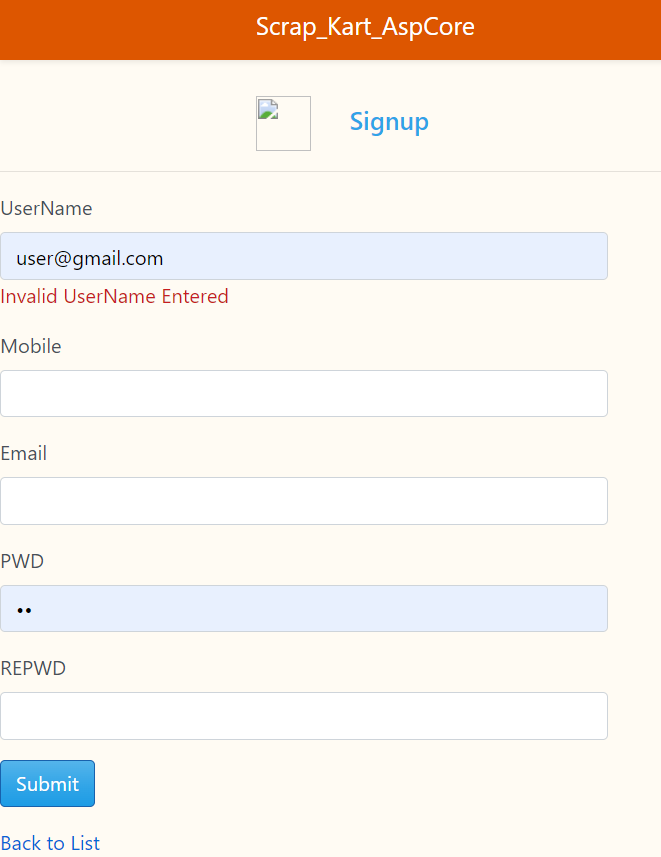 Scrap_Kart_AspCore
Signup
UserName
user@gmail.com
Invalid UserName Entered
Mobile
Email
PWD
••
REPWD
Submit
Back to List